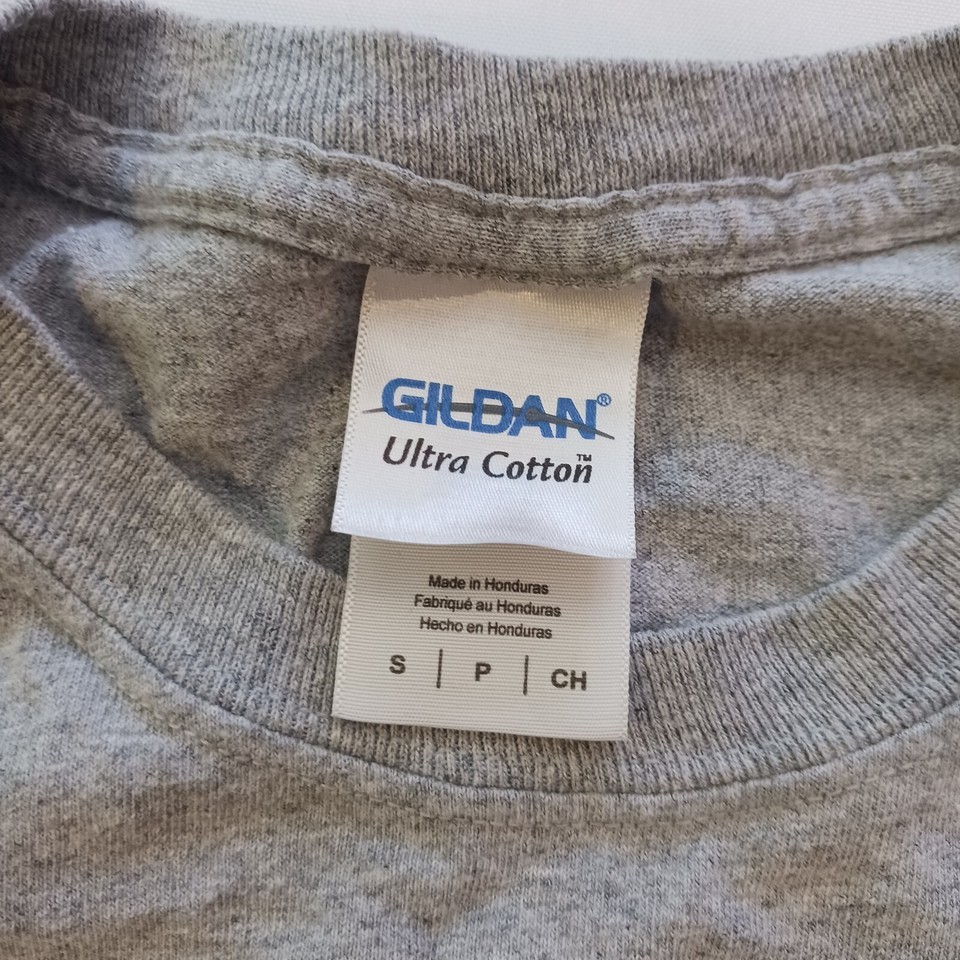 GILDAN®
Ultra Cotton™
Made in Honduras
Fabriqué au Honduras
Hecho en Honduras
S | P | CH